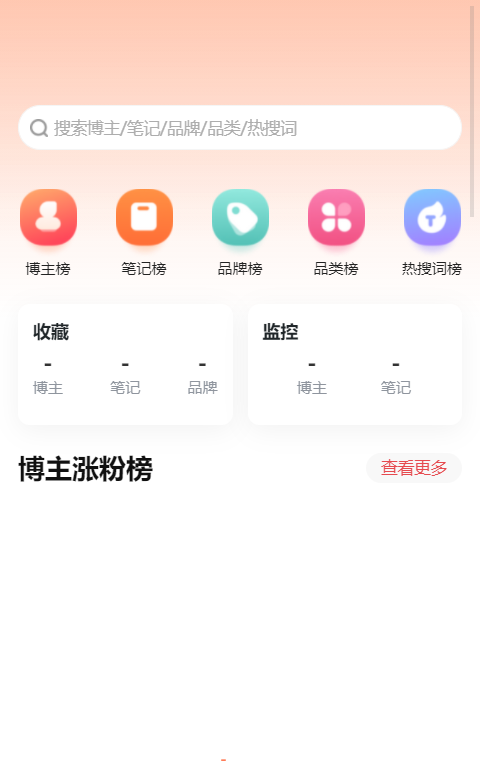 搜索博主/笔记/品牌/品类/热搜词
博主榜 笔记榜 品牌榜 品类榜 热搜词榜
收藏 监控
- - - - -
博主 笔记 品牌 博主 笔记
博主涨粉榜 查看更多